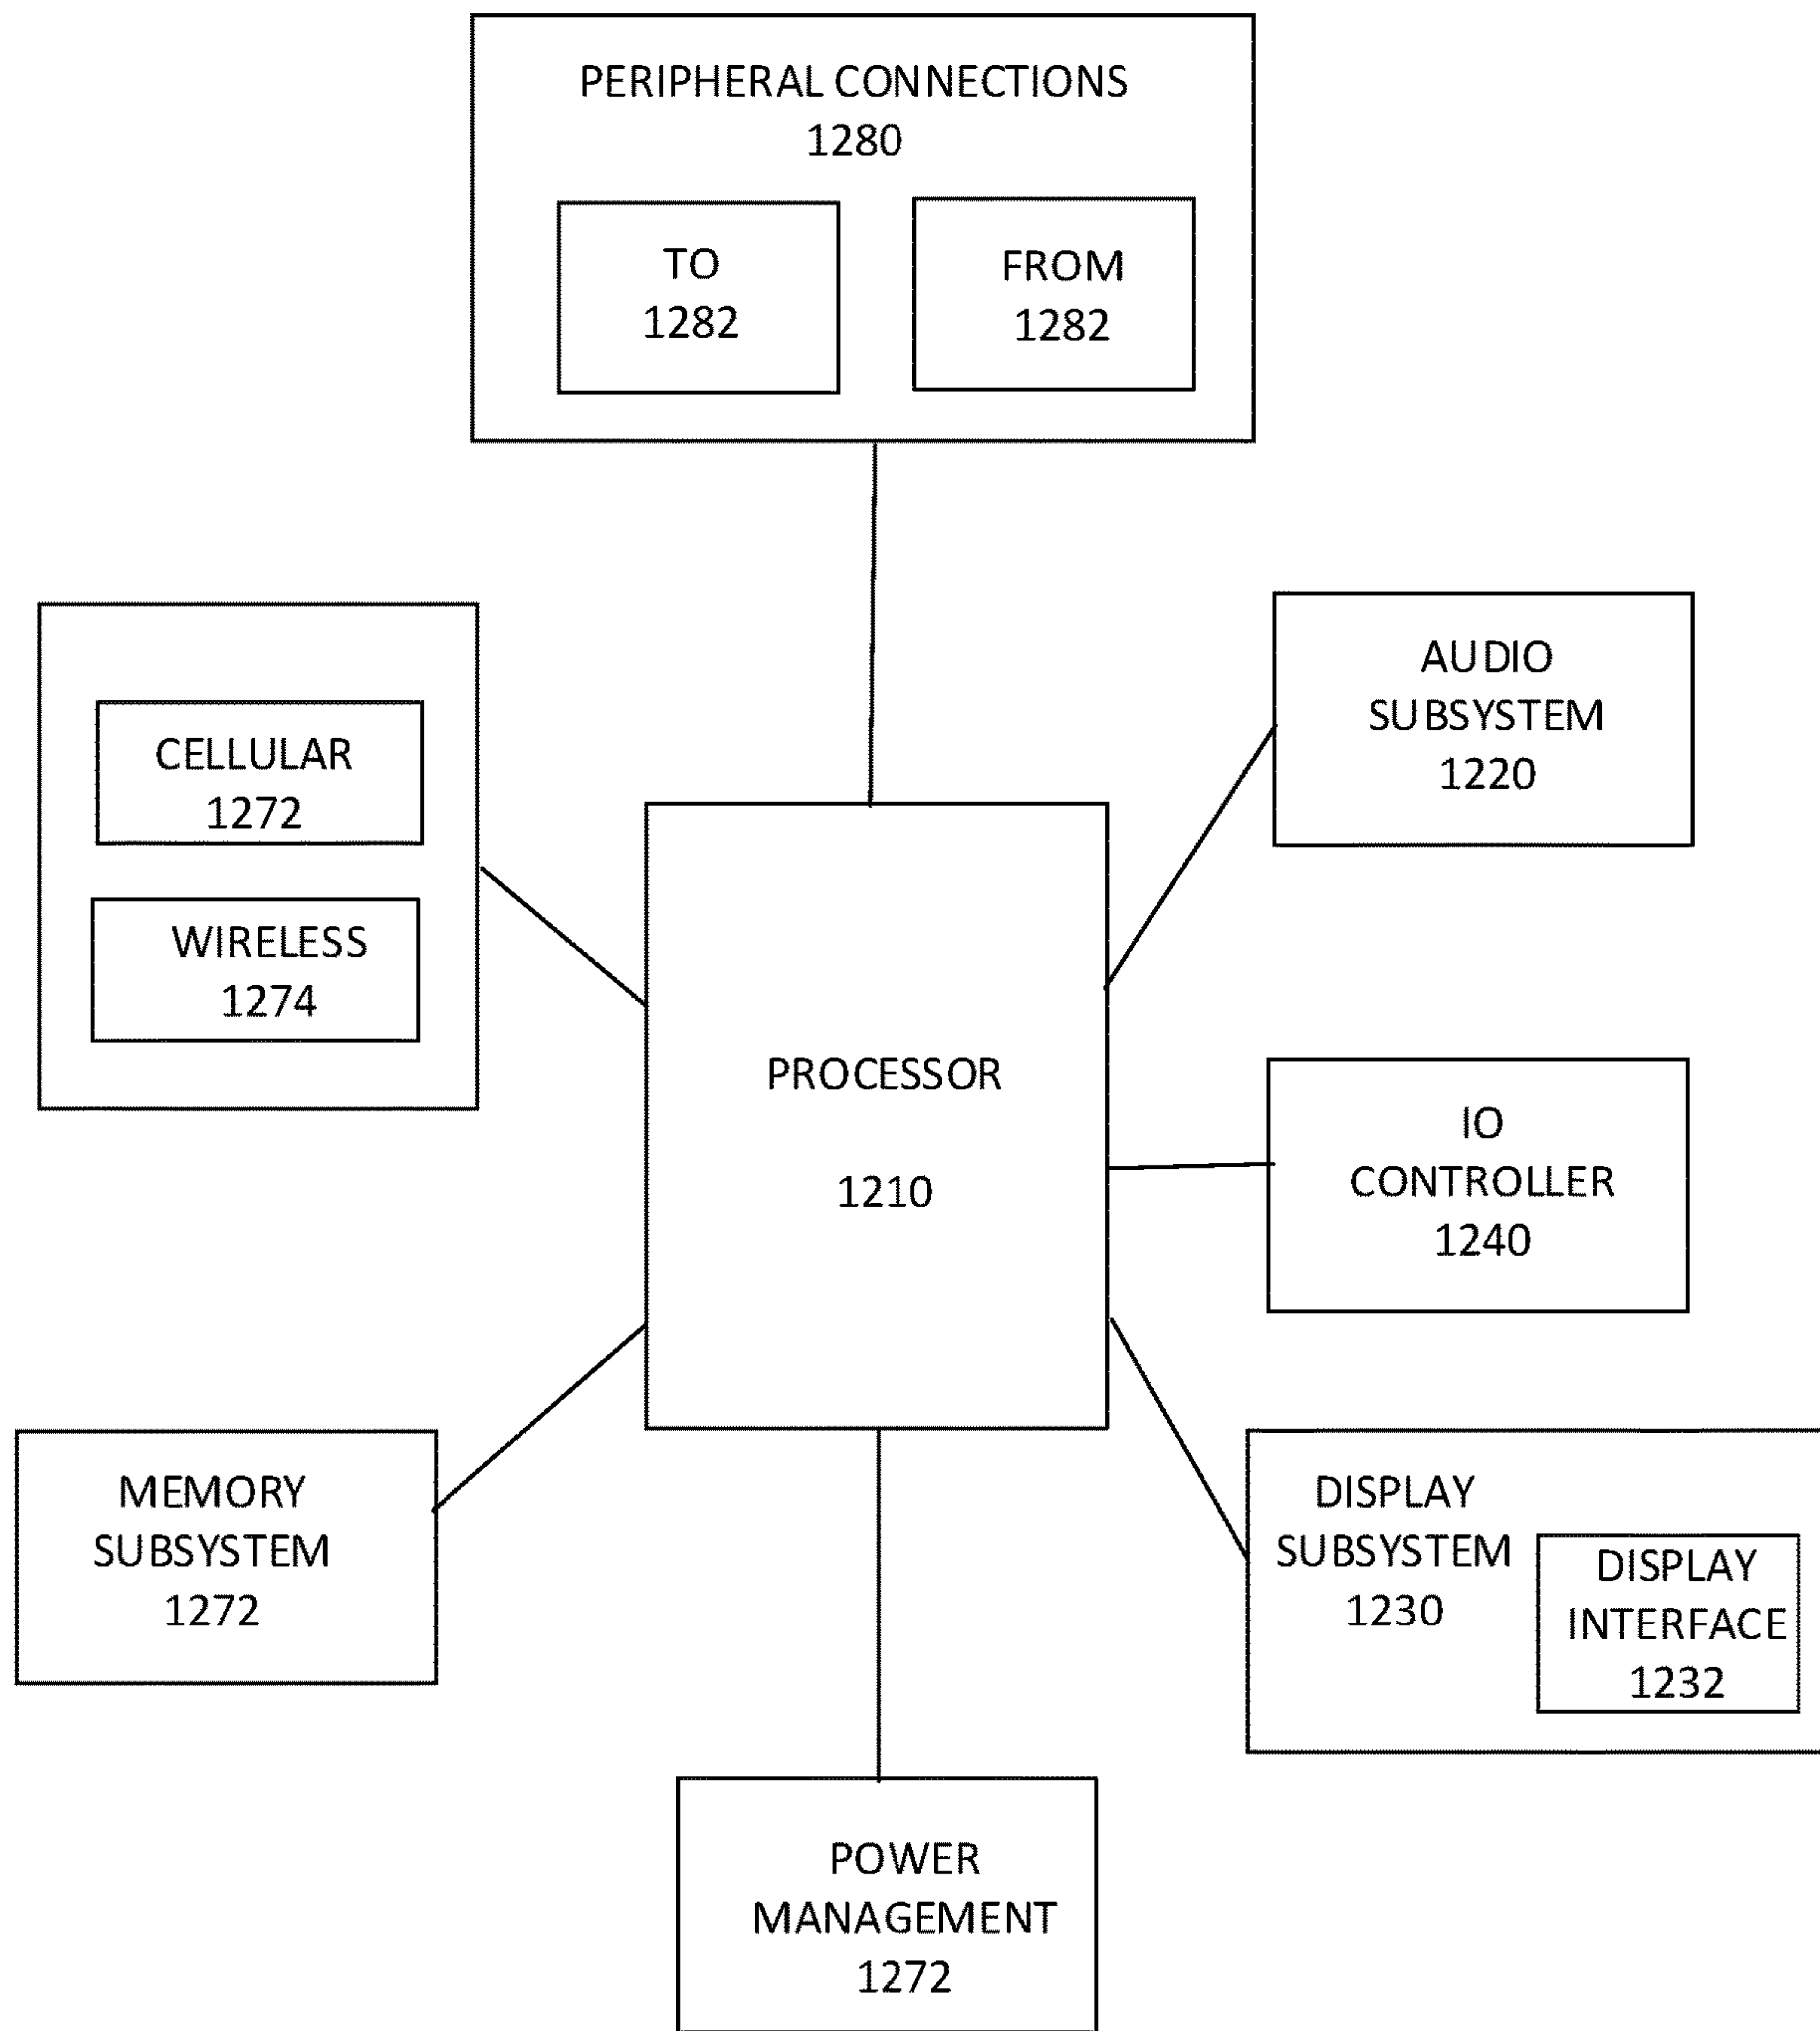 PERIPHERAL CONNECTIONS
1280
TO
1282
FROM
1282
CELLULAR
1272
WIRELESS
1274
AUDIO
SUBSYSTEM
1220
PROCESSOR
1210
IO
CONTROLLER
1240
MEMORY
SUBSYSTEM
1272
DISPLAY
SUBSYSTEM
1230
DISPLAY
INTERFACE
1232
POWER
MANAGEMENT
1272